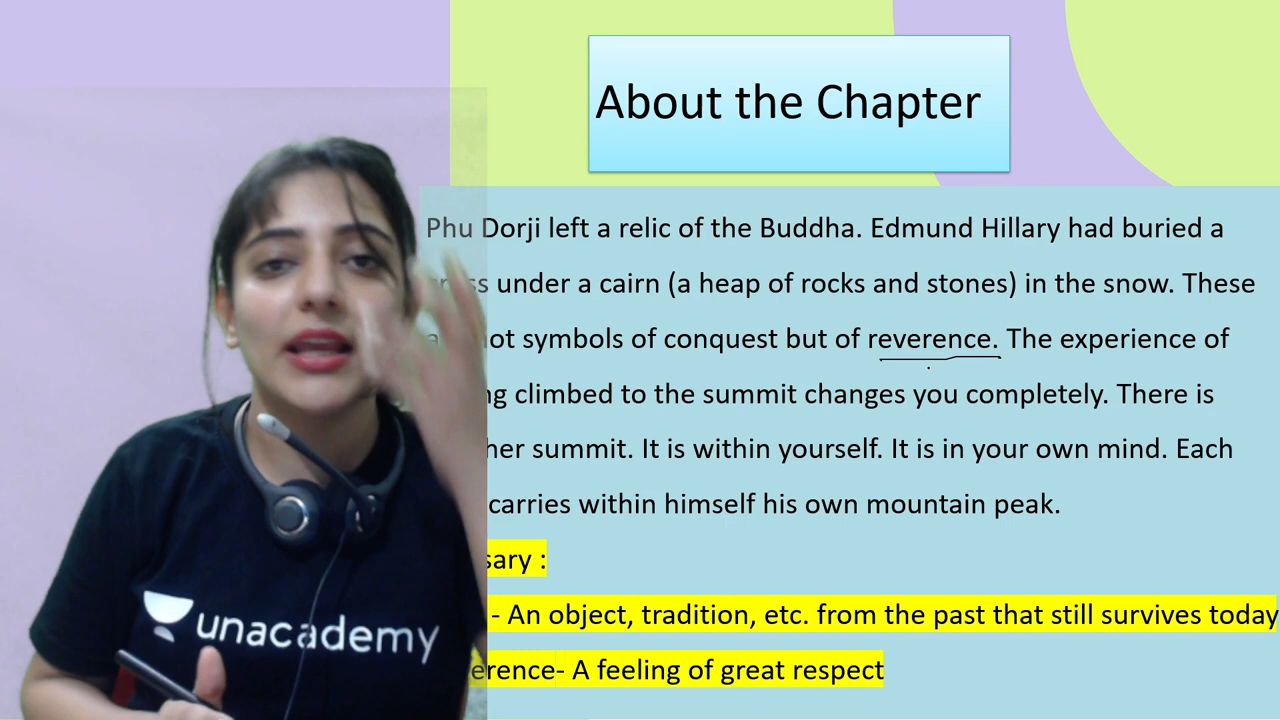 About the Chapter
Phu Dorji left a relic of the Buddha. Edmund Hillary had buried a
under a cairn (a heap of rocks and stones) in the snow. These
not symbols of conquest but of reverence. The experience of
climbed to the summit changes you completely. There is
summit. It is within yourself. It is in your own mind. Each
carries within himself his own mountain peak.
- An object, tradition, etc. from the past that still survives today
erence- A feeling of great respect
unacademy